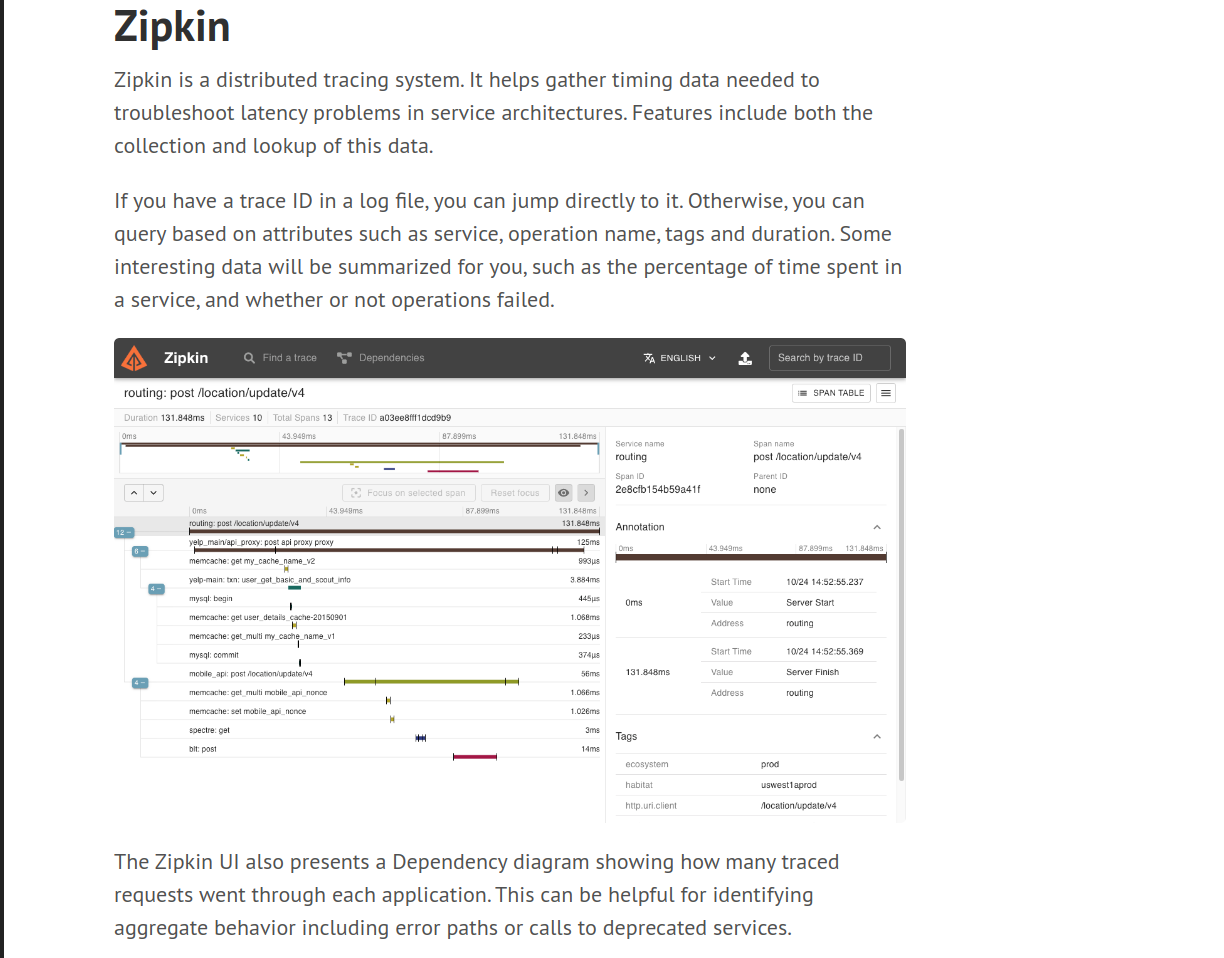 Zipkin
Zipkin is a distributed tracing system. It helps gather timing data needed to
troubleshoot latency problems in service architectures. Features include both the
collection and lookup of this data.
If you have a trace ID in a log file, you can jump directly to it. Otherwise, you can
query based on attributes such as service, operation name, tags and duration. Some
interesting data will be summarized for you, such as the percentage of time spent in
a service, and whether or not operations failed.
Zipkin Find a trace Dependencies ENGLISH Search by trace ID
routing: post /location/update/v4 SPAN TABLE
Duration 131.848ms Services 10 Total Spans 13 Trace ID a03ee8fff1dcd9b9
0ms 43.949ms 87.899ms 131.848ms
Focus on selected span Reset focus
0ms 43.949ms 87.899ms 131.848ms
routing: post /location/update/v4 131.848ms
12 −
yelp_main/api_proxy: post api proxy proxy 125ms
6 −
memcache: get my_cache_name_v2 993µs
yelp-main: txn: user_get_basic_and_scout_info 3.884ms
4 −
mysql: begin 445µs
memcache: get user_details_cache-20150901 1.068ms
memcache: get_multi my_cache_name_v1 233µs
mysql: commit 374µs
mobile_api: post /location/update/v4 56ms
4 −
memcache: get_multi mobile_api_nonce 1.066ms
memcache: set mobile_api_nonce 1.026ms
spectre: get 3ms
blt: post 14ms
Service name Span name
routing post /location/update/v4
Span ID Parent ID
2e8cfb154b59a41f none
Annotation
0ms 43.949ms 87.899ms 131.848ms
Start Time 10/24 14:52:55.237
0ms Value Server Start
Address routing
Start Time 10/24 14:52:55.369
131.848ms Value Server Finish
Address routing
Tags
ecosystem prod
habitat uswest1aprod
http.uri.client /location/update/v4
The Zipkin UI also presents a Dependency diagram showing how many traced
requests went through each application. This can be helpful for identifying
aggregate behavior including error paths or calls to deprecated services.